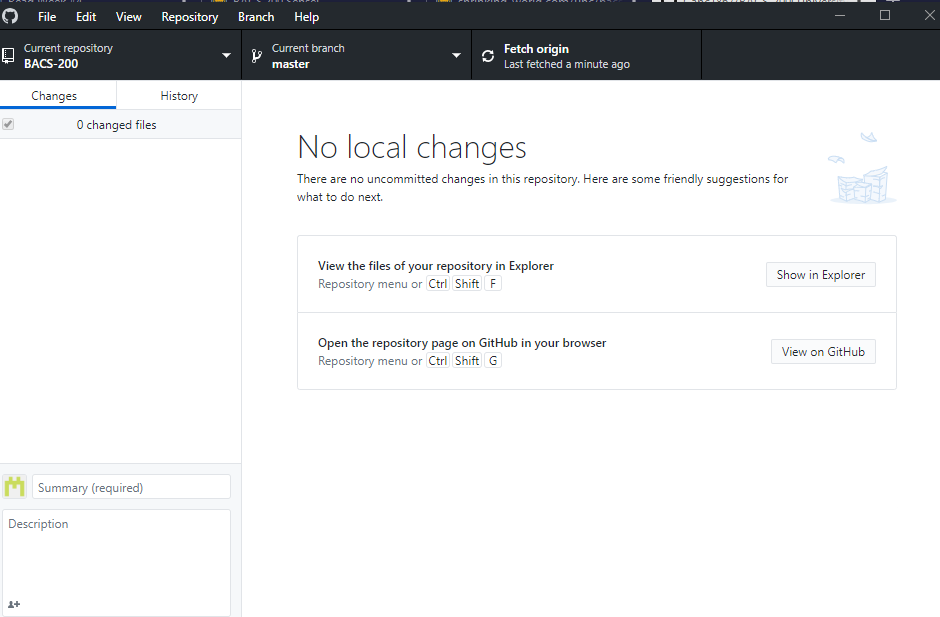 File Edit View Repository Branch Help
Current repository
BACS-200
Current branch
master
Fetch origin
Last fetched a minute ago
Changes History
0 changed files
No local changes
There are no uncommitted changes in this repository. Here are some friendly suggestions for
what to do next.
View the files of your repository in Explorer
Repository menu or Ctrl Shift F
Show in Explorer
Open the repository page on GitHub in your browser
Repository menu or Ctrl Shift G
View on GitHub
Summary (required)
Description